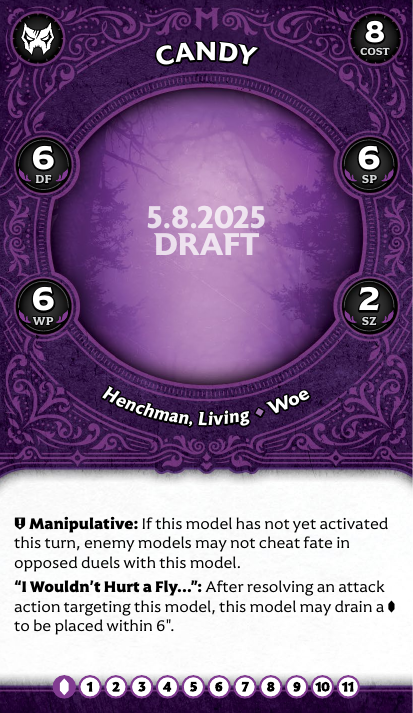 CANDY
8
COST
6
DF
6
SP
5.8.2025
DRAFT
6
WP
2
SZ
Henchman, Living ⬥ Woe
Manipulative: If this model has not yet activated
this turn, enemy models may not cheat fate in
opposed duels with this model.
“I Wouldn’t Hurt a Fly...”: After resolving an attack
action targeting this model, this model may drain a
to be placed within 6".
1 2 3 4 5 6 7 8 9 10 11